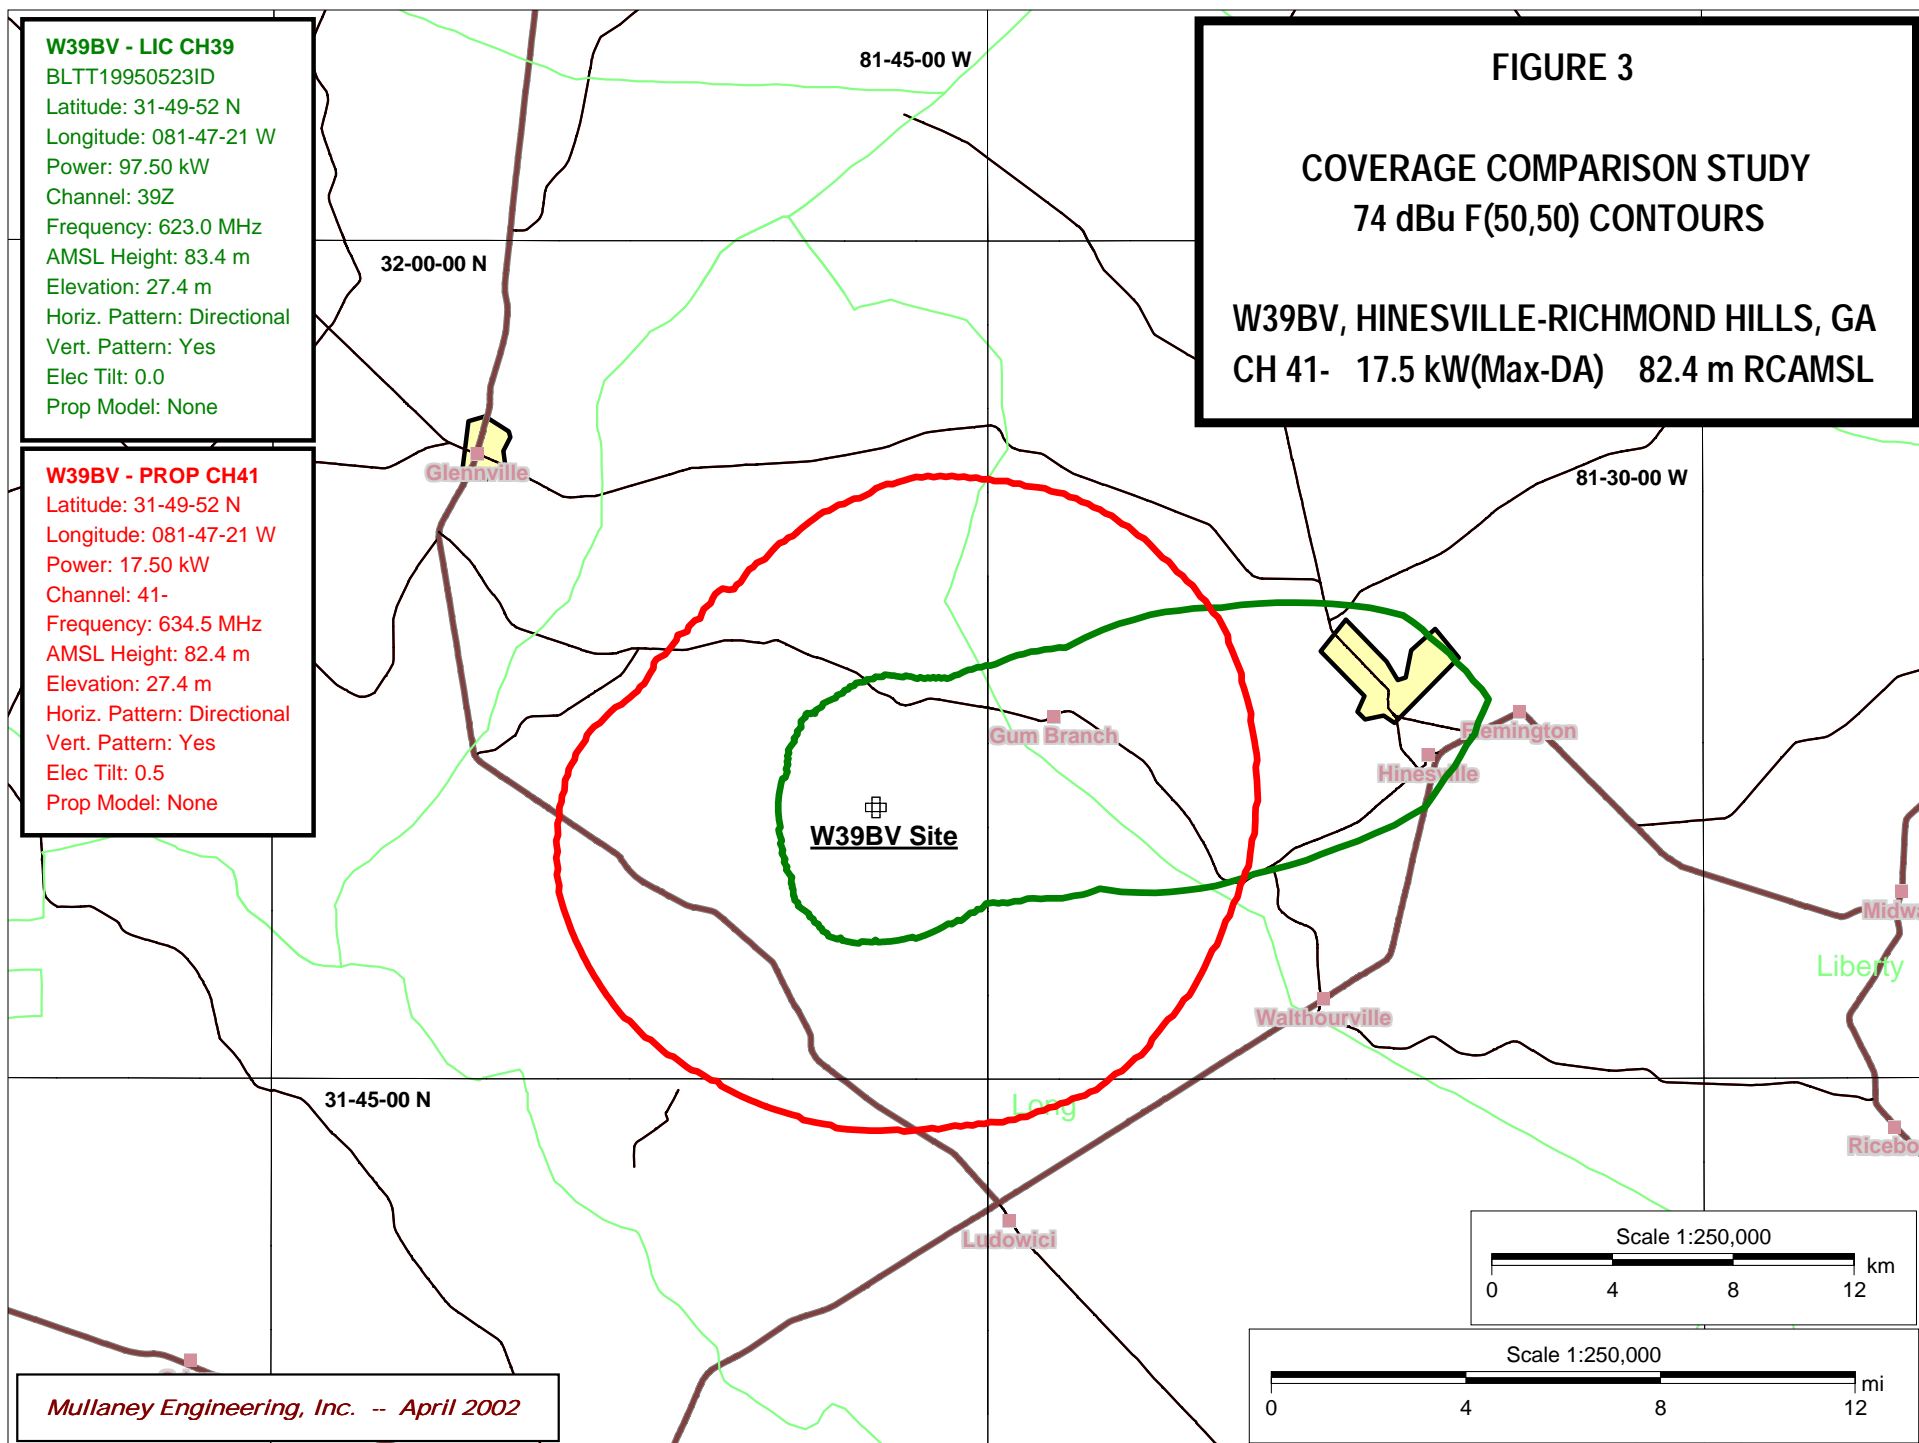 W39BV - LIC CH39
BLTT19950523ID
Latitude: 31-49-52 N
Longitude: 081-47-21 W
Power: 97.50 kW
Channel: 39Z
Frequency: 623.0 MHz
AMSL Height: 83.4 m
Elevation: 27.4 m
Horiz. Pattern: Directional
Vert. Pattern: Yes
Elec Tilt: 0.0
Prop Model: None
W39BV - PROP CH41
Latitude: 31-49-52 N
Longitude: 081-47-21 W
Power: 17.50 kW
Channel: 41-
Frequency: 634.5 MHz
AMSL Height: 82.4 m
Elevation: 27.4 m
Horiz. Pattern: Directional
Vert. Pattern: Yes
Elec Tilt: 0.5
Prop Model: None
FIGURE 3
COVERAGE COMPARISON STUDY
74 dBu F(50,50) CONTOURS
W39BV, HINESVILLE-RICHMOND HILLS, GA
CH 41- 17.5 kW(Max-DA) 82.4 m RCAMSL
81-45-00 W
32-00-00 N
81-30-00 W
Glennville
Gum Branch
Flemington
Hinesville
W39BV Site
Midwa
Liberty
Walthourville
31-45-00 N
Long
Ricebo
Ludowici
Scale 1:250,000
km
0 4 8 12
Scale 1:250,000
mi
0 4 8 12
Mullaney Engineering, Inc. -- April 2002